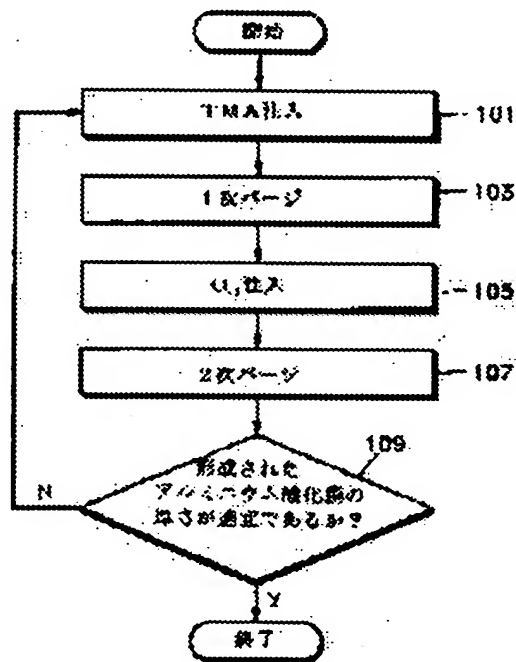 開始
TMA注入
101
1次パージ
103
注入
105
2次パージ
107
109
形成された
アルミニウム酸化膜の
厚さが適正であるか?
N
Y
終了